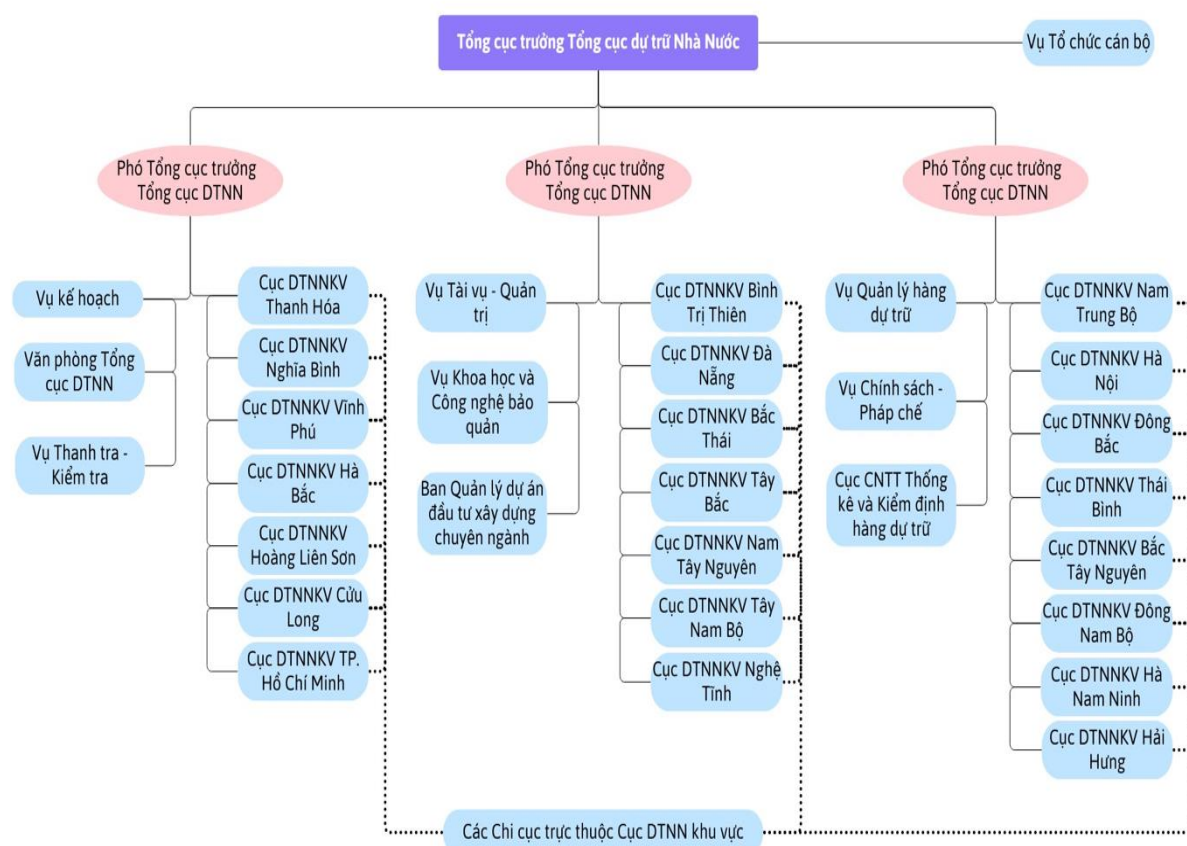 Tổng cục trưởng Tổng cục dự trữ Nhà Nước
Vụ Tổ chức cán bộ
Phó Tổng cục trưởng
Tổng cục DTNN
Phó Tổng cục trưởng
Tổng cục DTNN
Phó Tổng cục trưởng
Tổng cục DTNN
Vụ kế hoạch
Văn phòng Tổng
cục DTNN
Vụ Thanh tra -
Kiểm tra
Cục DTNNKV
Thanh Hóa
Cục DTNNKV
Nghĩa Bình
Cục DTNNKV Vĩnh
Phú
Cục DTNNKV Hà
Bắc
Cục DTNNKV
Hoàng Liên Sơn
Cục DTNNKV Cửu
Long
Cục DTNNKV TP.
Hồ Chí Minh
Vụ Tài vụ - Quản
trị
Vụ Khoa học và
Công nghệ bảo
quản
Ban Quản lý dự án
đầu tư xây dựng
chuyên ngành
Cục DTNNKV Bình
Trị Thiên
Cục DTNNKV Đà
Nẵng
Cục DTNNKV Bắc
Thái
Cục DTNNKV Tây
Bắc
Cục DTNNKV Nam
Tây Nguyên
Cục DTNNKV Tây
Nam Bộ
Cục DTNNKV Nghệ
Tĩnh
Vụ Quản lý hàng
dự trữ
Vụ Chính sách -
Pháp chế
Cục CNTT Thống
kê và Kiểm định
hàng dự trữ
Cục DTNNKV Nam
Trung Bộ
Cục DTNNKV Hà
Nội
Cục DTNNKV Đông
Bắc
Cục DTNNKV Thái
Bình
Cục DTNNKV Bắc
Tây Nguyên
Cục DTNNKV Đông
Nam Bộ
Cục DTNNKV Hà
Nam Ninh
Cục DTNNKV Hải
Hưng
Các Chi cục trực thuộc Cục DTNN khu vực